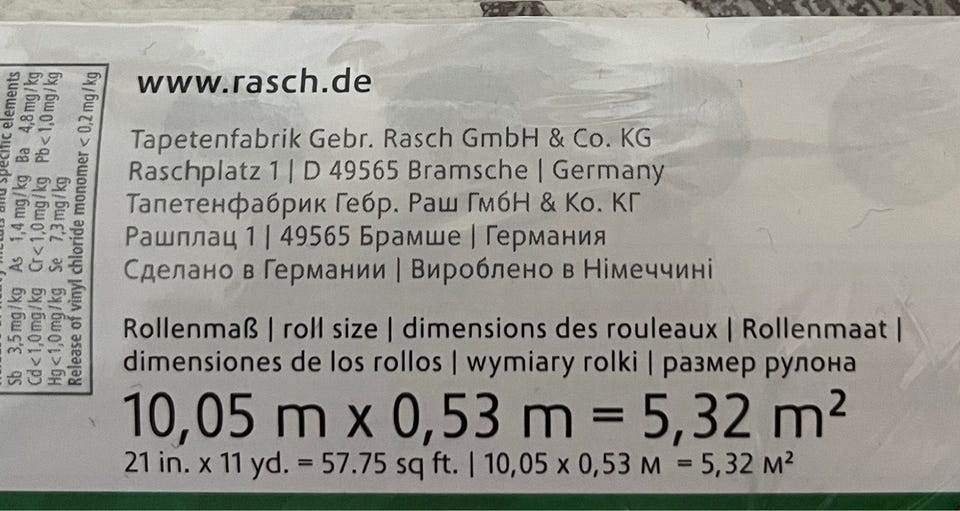 www.rasch.de
Tapetenfabrik Gebr. Rasch GmbH & Co. KG
Raschplatz 1 | D 49565 Bramsche | Germany
Тапетенфабрик Гебр. Раш ГмбН & Ко. КГ
Рашплац 1 | 49565 Брамше | Германия
Сделано в Германии | Вироблено в Німеччині
Rollenmaß | roll size | dimensions des rouleaux | Rollenmaat |
dimensiones de los rollos | wymiary rolki | размер рулона
10,05 m x 0,53 m = 5,32 m²
21 in. x 11 yd. = 57.75 sq ft. | 10,05 x 0,53 м = 5,32 м²
metals and specific elements
Sb 3,5 mg/kg As 1,4 mg/kg Ba 4,8 mg/kg
Cd < 1,0 mg/kg Cr < 1,0 mg/kg Pb < 1,0 mg/kg
Hg < 1,0 mg/kg Se 7,3 mg/kg
Release of vinyl chloride monomer < 0,2 mg/kg